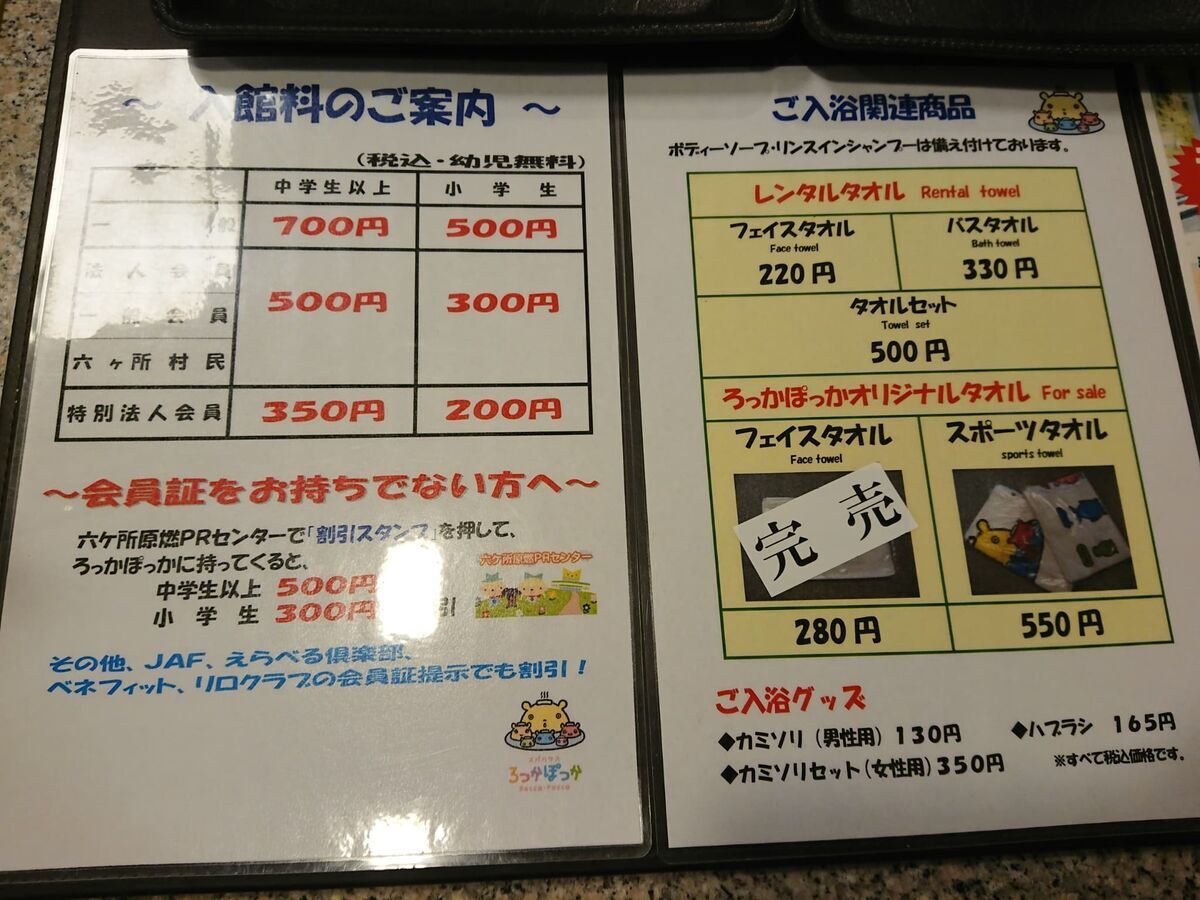 ～ 入館料のご案内 ～
(税込・幼児無料)
中学生以上 小学生
一般 700円 500円
法人会員
一般会員 500円 300円
六ヶ所村民
特別法人会員 350円 200円
～会員証をお持ちでない方へ～
六ケ所原燃PRセンターで「割引スタンプ」を押して、
ろっかぽっかに持ってくると、
中学生以上 500円
小学生 300円 引
六ケ所原燃PRセンター
その他、JAF、えらべる倶楽部、
ベネフィット、リロクラブの会員証提示でも割引！
スパハウス
ろっかぽっか
ご入浴関連商品
ボディーソープ・リンスインシャンプーは備え付けております。
レンタルタオル Rental towel
フェイスタオル バスタオル
Face towel Bath towel
220円 330円
タオルセット
Towel set
500円
ろっかぽっかオリジナルタオル For sale
フェイスタオル スポーツタオル
Face towel sports towel
完売
280円 550円
ご入浴グッズ
◆カミソリ（男性用）130円 ◆ハブラシ 165円
◆カミソリセット（女性用）350円 ※すべて税込価格です。